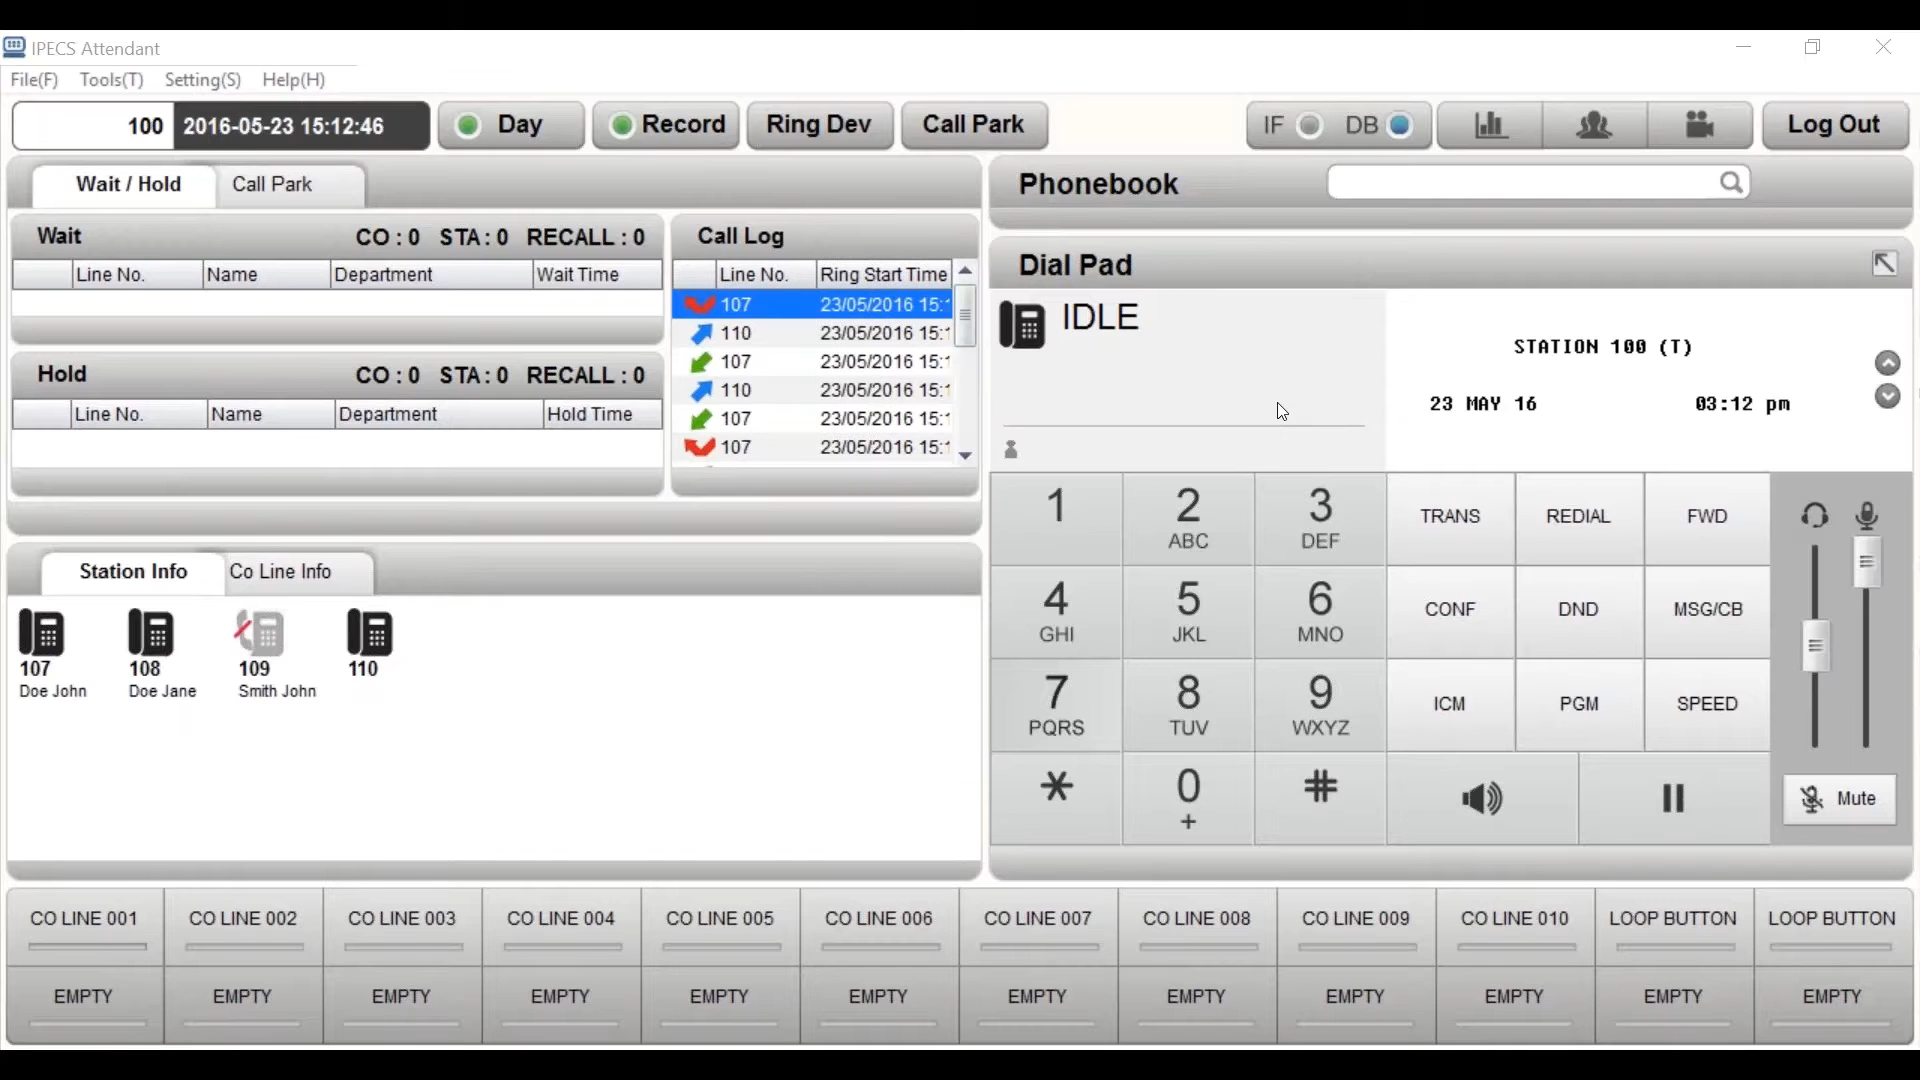 IPECS Attendant
File(F) Tools(T) Setting(S) Help(H)
100 2016-05-23 15:12:46 Day Record Ring Dev Call Park IF DB Log Out
Wait / Hold Call Park
Phonebook
Wait CO : 0 STA : 0 RECALL : 0
Line No. Name Department Wait Time
Hold CO : 0 STA : 0 RECALL : 0
Line No. Name Department Hold Time
Call Log
Line No. Ring Start Time
107 23/05/2016 15:1
110 23/05/2016 15:1
107 23/05/2016 15:1
110 23/05/2016 15:1
107 23/05/2016 15:1
107 23/05/2016 15:1
Dial Pad
IDLE
STATION 100 (T)
23 MAY 16 03:12 pm
1 2 3 TRANS REDIAL FWD
ABC DEF
4 5 6 CONF DND MSG/CB
GHI JKL MNO
7 8 9 ICM PGM SPEED
PQRS TUV WXYZ
* 0 # Mute
+
Station Info Co Line Info
107 108 109 110
Doe John Doe Jane Smith John
CO LINE 001 CO LINE 002 CO LINE 003 CO LINE 004 CO LINE 005 CO LINE 006 CO LINE 007 CO LINE 008 CO LINE 009 CO LINE 010 LOOP BUTTON LOOP BUTTON
EMPTY EMPTY EMPTY EMPTY EMPTY EMPTY EMPTY EMPTY EMPTY EMPTY EMPTY EMPTY